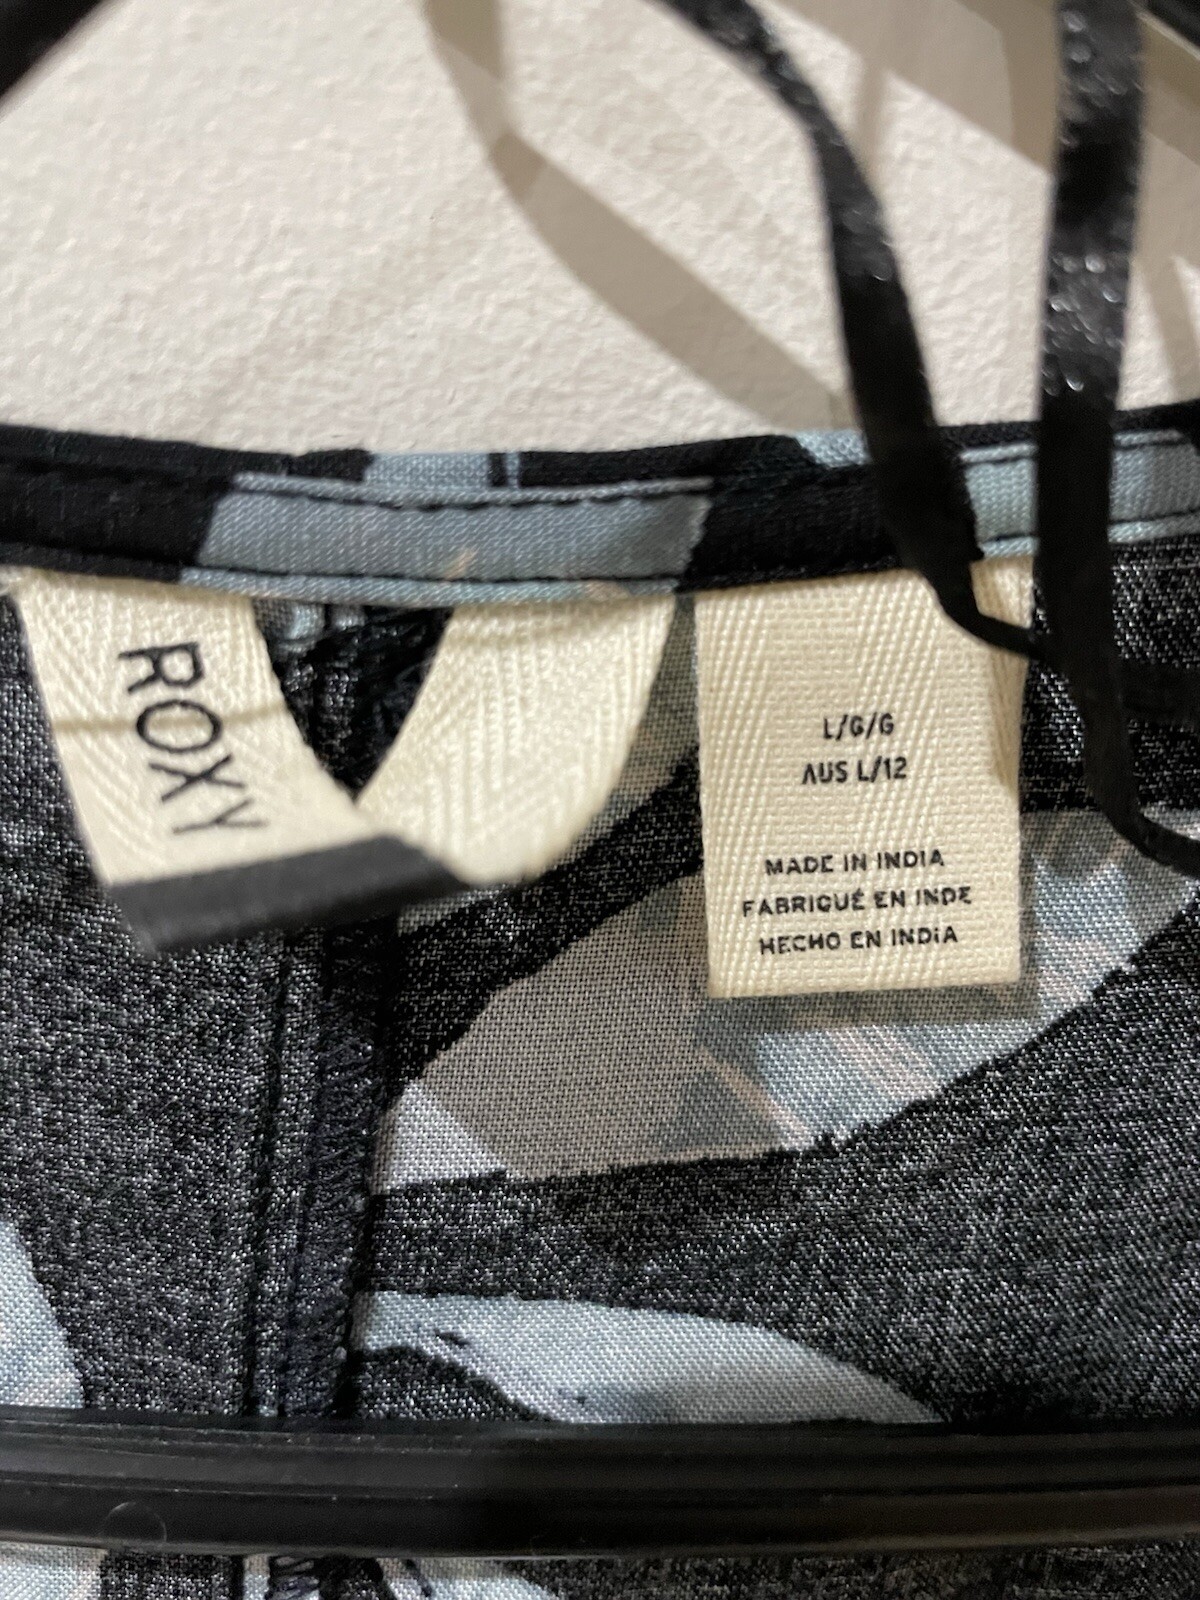 ROXY
L/G/G
AUS L/12
MADE IN INDIA
FABRIQUÉ EN INDE
HECHO EN INDIA